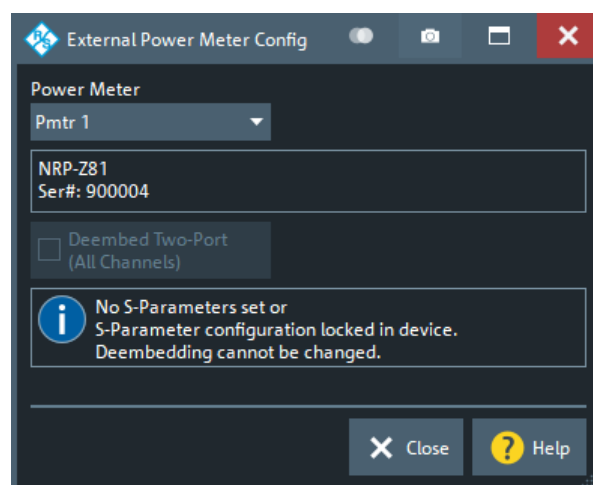 External Power Meter Config
Power Meter
Pmtr 1
NRP-Z81
Ser#: 900004
Deembed Two-Port
(All Channels)
No S-Parameters set or
S-Parameter configuration locked in device.
Deembedding cannot be changed.
Close
Help